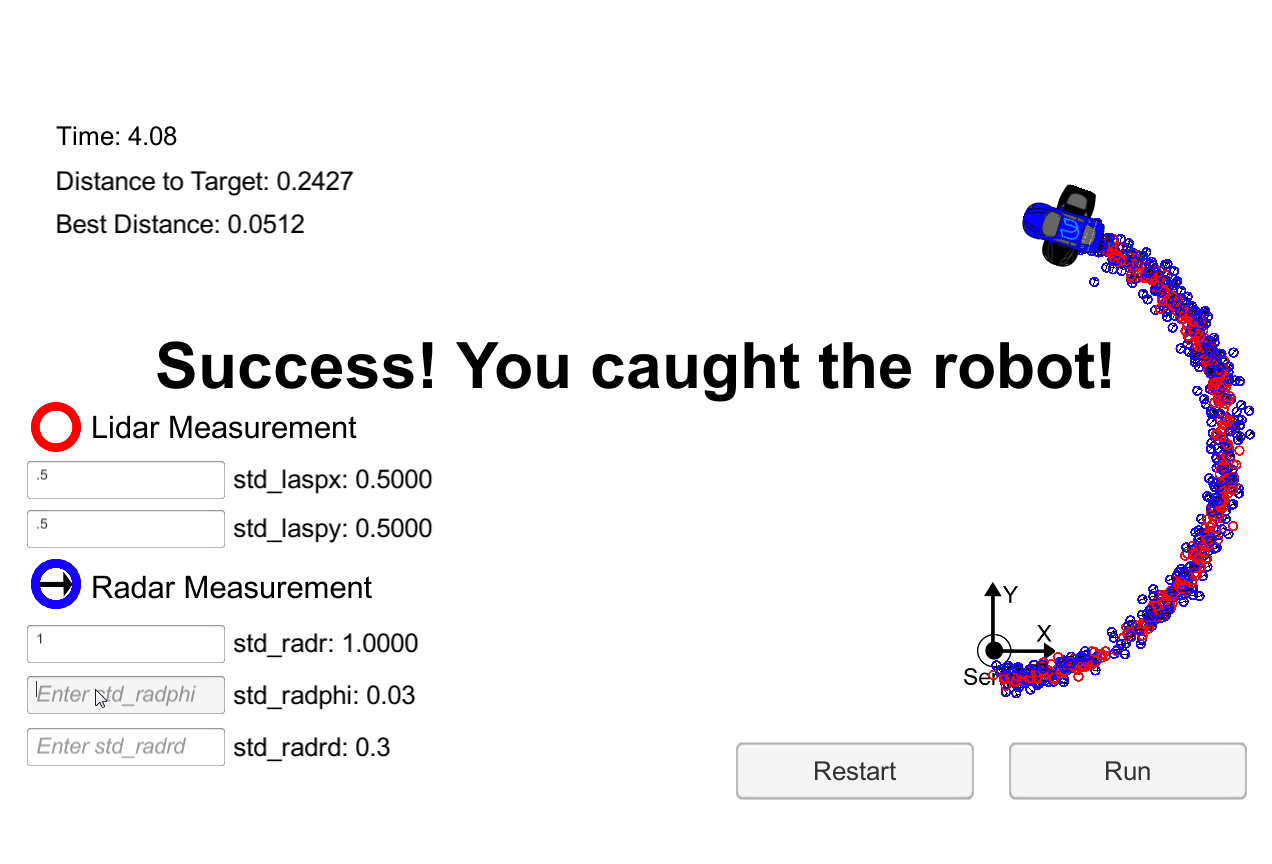 Time: 4.08
Distance to Target: 0.2427
Best Distance: 0.0512
Success! You caught the robot!
Lidar Measurement
.5
std_laspx: 0.5000
.5
std_laspy: 0.5000
Radar Measurement
1
std_radr: 1.0000
Enter std_radphi
std_radphi: 0.03
Enter std_radrd
std_radrd: 0.3
Y
X
Restart
Run